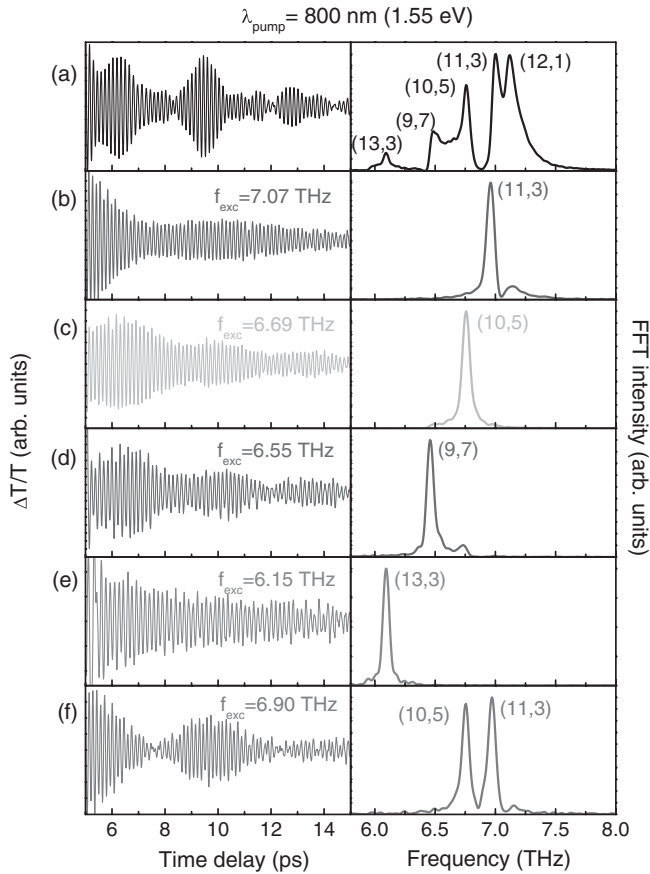 λpump= 800 nm (1.55 eV)
(a)
(11,3)
(12,1)
(10,5)
(9,7)
(13,3)
(b)
fexc=7.07 THz
(11,3)
(c)
fexc=6.69 THz
(10,5)
(d)
fexc=6.55 THz
(9,7)
(e)
fexc=6.15 THz
(13,3)
(f)
fexc=6.90 THz
(10,5)
(11,3)
ΔT/T (arb. units)
FFT intensity (arb. units)
6 8 10 12 14
6.0 6.5 7.0 7.5 8.0
Time delay (ps)
Frequency (THz)